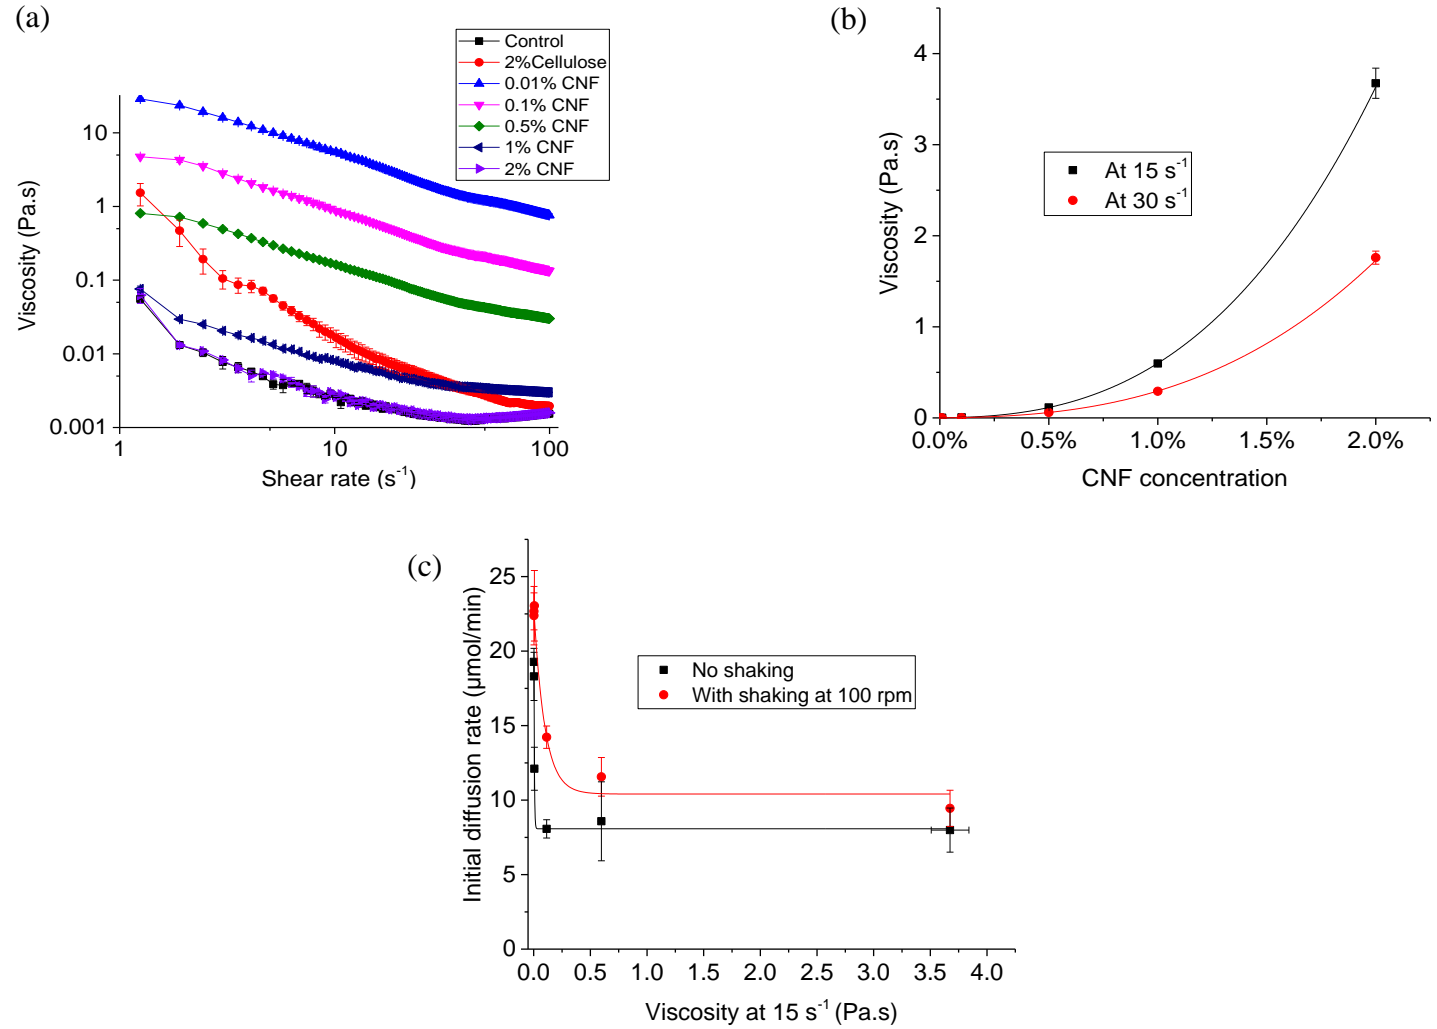 (a)
Control
2%Cellulose
0.01% CNF
0.1% CNF
0.5% CNF
1% CNF
2% CNF
10
1
0.1
0.01
0.001
1
10
100
Viscosity (Pa.s)
Shear rate (s⁻¹)
(b)
4
2
1
0
At 15 s⁻¹
At 30 s⁻¹
0.0%
0.5%
1.0%
1.5%
2.0%
Viscosity (Pa.s)
CNF concentration
(c)
25
20
15
10
5
0
No shaking
With shaking at 100 rpm
0.0
0.5
1.0
1.5
2.0
2.5
3.0
3.5
4.0
Initial diffusion rate (µmol/min)
Viscosity at 15 s⁻¹ (Pa.s)